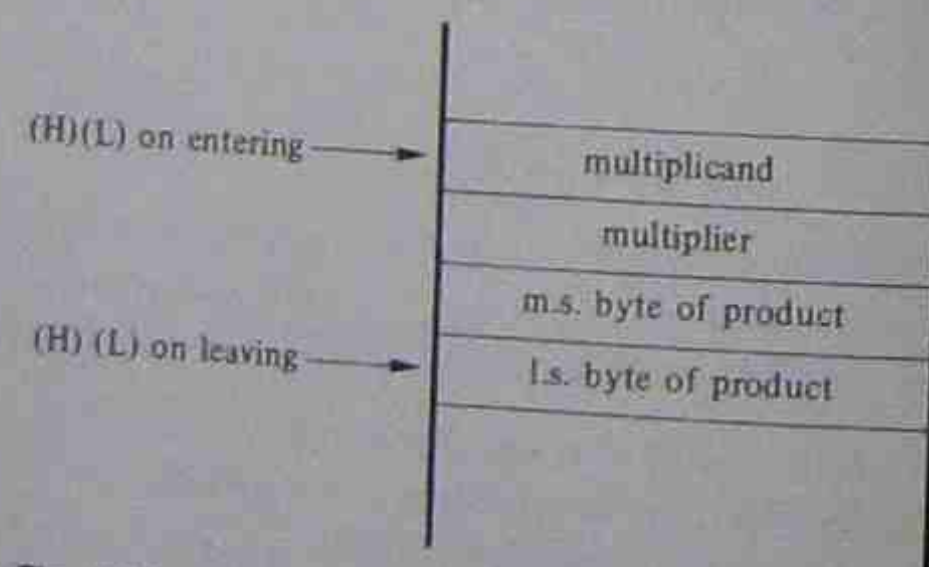 (H)(L) on entering
multiplicand
multiplier
m.s. byte of product
(H) (L) on leaving
l.s. byte of product